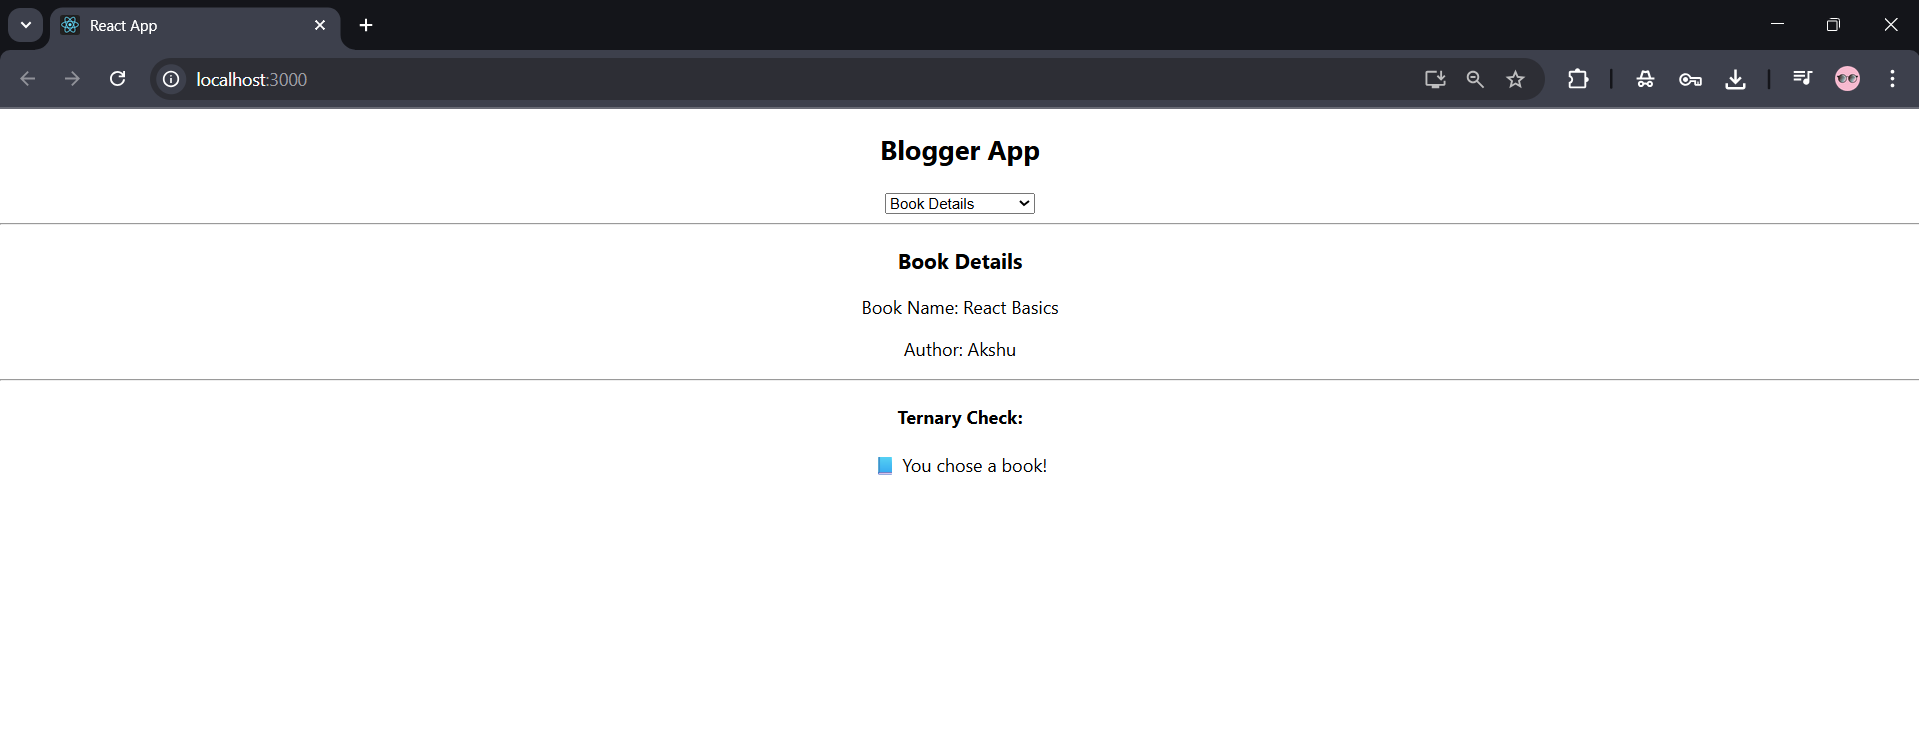 React App
localhost:3000
Blogger App
Book Details
Book Details
Book Name: React Basics
Author: Akshu
Ternary Check:
📘 You chose a book!